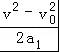 v² − v₀²
2a₁